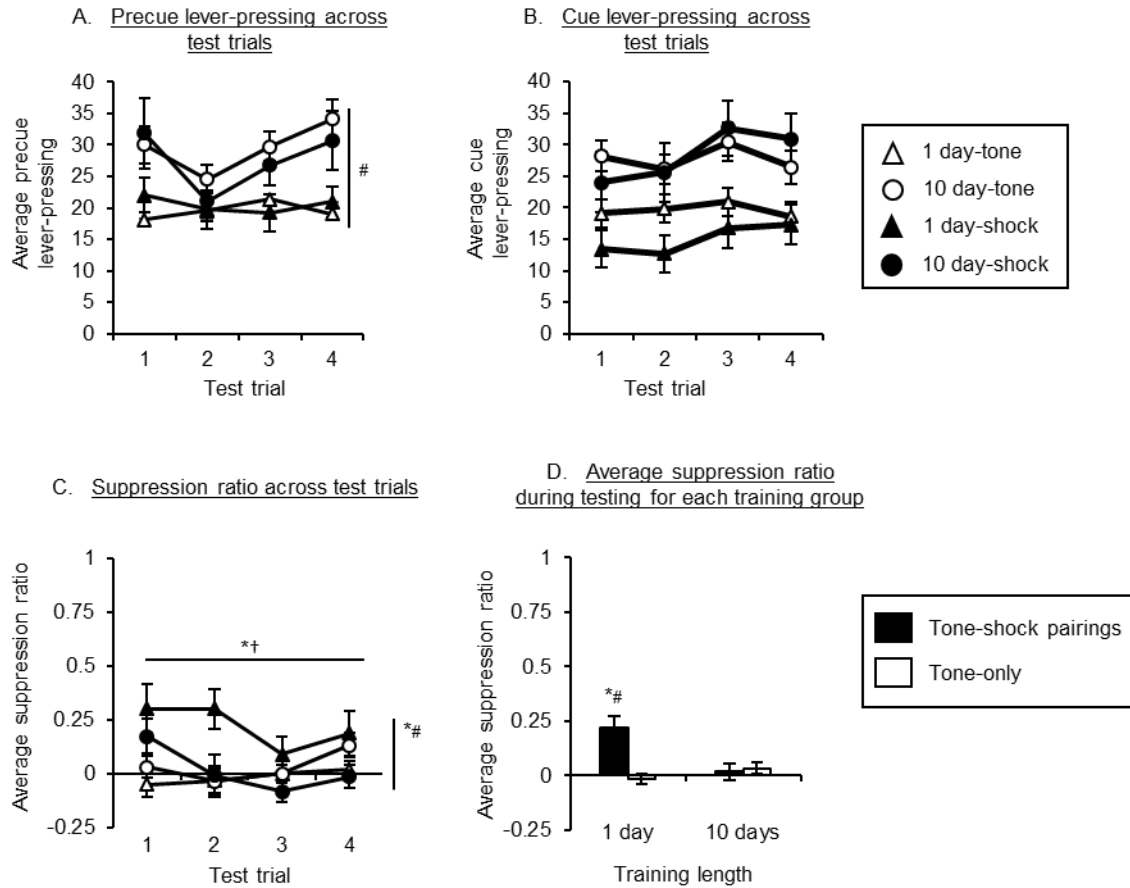 A. Precue lever-pressing across
test trials
Average precue
lever-pressing
40
35
30
25
20
15
10
5
0
#
1 2 3 4
Test trial
B. Cue lever-pressing across
test trials
Average cue
lever-pressing
40
35
30
25
20
15
10
5
0
1 2 3 4
Test trial
1 day-tone
10 day-tone
1 day-shock
10 day-shock
C. Suppression ratio across test trials
Average suppression ratio
1
0.75
0.5
0.25
0
-0.25
*†
*#
1 2 3 4
Test trial
D. Average suppression ratio
during testing for each training group
Average suppression ratio
1
0.75
0.5
0.25
0
-0.25
*#
1 day 10 days
Training length
Tone-shock pairings
Tone-only